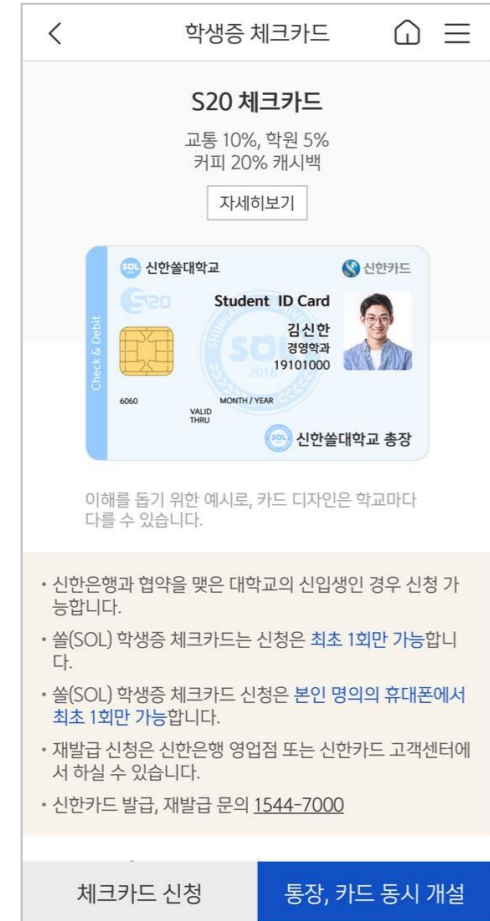 학생증 체크카드
S20 체크카드
교통 10%, 학원 5%
커피 20% 캐시백
자세히보기
SOL 신한쏠대학교
신한카드
S20
Student ID Card
김신한
경영학과
19101000
Check & Debit
SOL
2018
6060
MONTH / YEAR
VALID
THRU
SOL 신한쏠대학교 총장
이해를 돕기 위한 예시로, 카드 디자인은 학교마다
다를 수 있습니다.
• 신한은행과 협약을 맺은 대학교의 신입생인 경우 신청 가
능합니다.
• 쏠(SOL) 학생증 체크카드는 신청은 최초 1회만 가능합니
다.
• 쏠(SOL) 학생증 체크카드 신청은 본인 명의의 휴대폰에서
최초 1회만 가능합니다.
• 재발급 신청은 신한은행 영업점 또는 신한카드 고객센터에
서 하실 수 있습니다.
• 신한카드 발급, 재발급 문의 1544-7000
체크카드 신청
통장, 카드 동시 개설